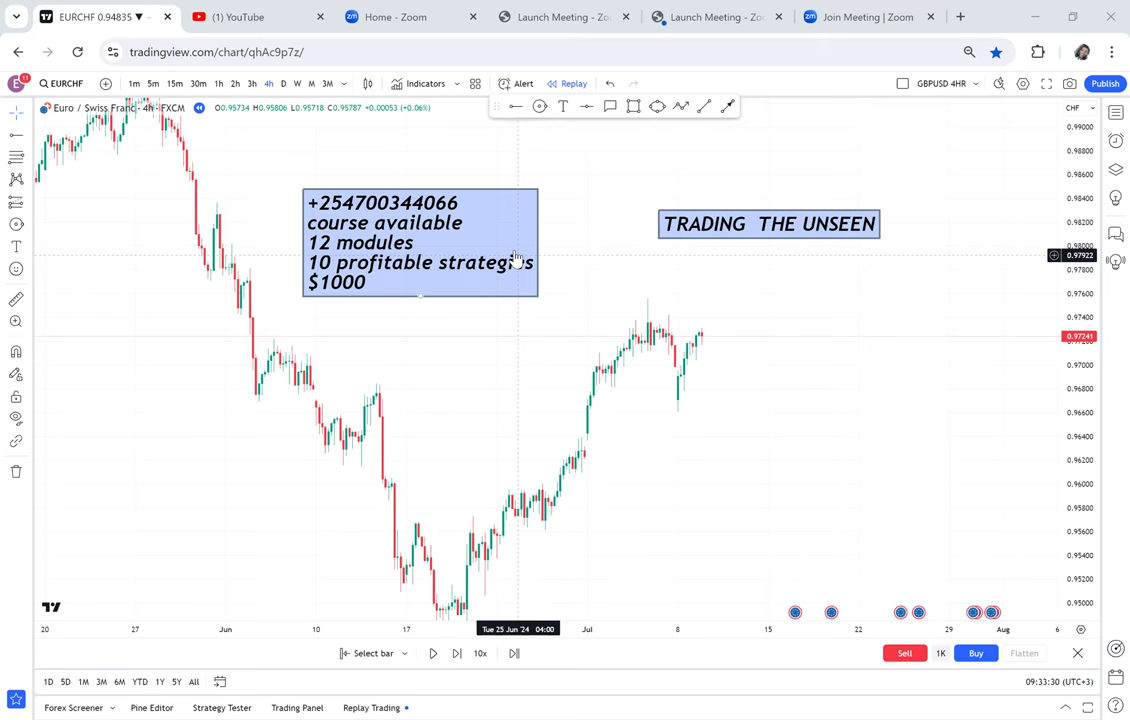 EURCHF 0.94835 ▼
(1) YouTube
Home - Zoom
Launch Meeting - Zo
Launch Meeting - Zo
Join Meeting | Zoom
tradingview.com/chart/qhAc9p7z/
E 11
EURCHF
1m 5m 15m 30m 1h 2h 3h 4h D W M 3M
Indicators
Alert
Replay
GBPUSD 4HR
Publish
Euro / Swiss Franc · 4h · FXCM
O0.95734 H0.95806 L0.95718 C0.95787 +0.00053 (+0.06%)
CHF
0.99000
0.98800
0.98600
0.98400
0.98200
0.98000
0.97922
0.97800
0.97600
0.97400
0.97241
0.97000
0.96800
0.96600
0.96400
0.96200
0.96000
0.95800
0.95600
0.95400
0.95200
0.95000
+254700344066
course available
12 modules
10 profitable strategies
$1000
TRADING THE UNSEEN
20 27 Jun 10 17 Tue 25 Jun '24 04:00 Jul 8 15 22 29 Aug 6
Select bar
10x
Sell 1K Buy Flatten
1D 5D 1M 3M 6M YTD 1Y 5Y All
09:33:30 (UTC+3)
Forex Screener
Pine Editor
Strategy Tester
Trading Panel
Replay Trading